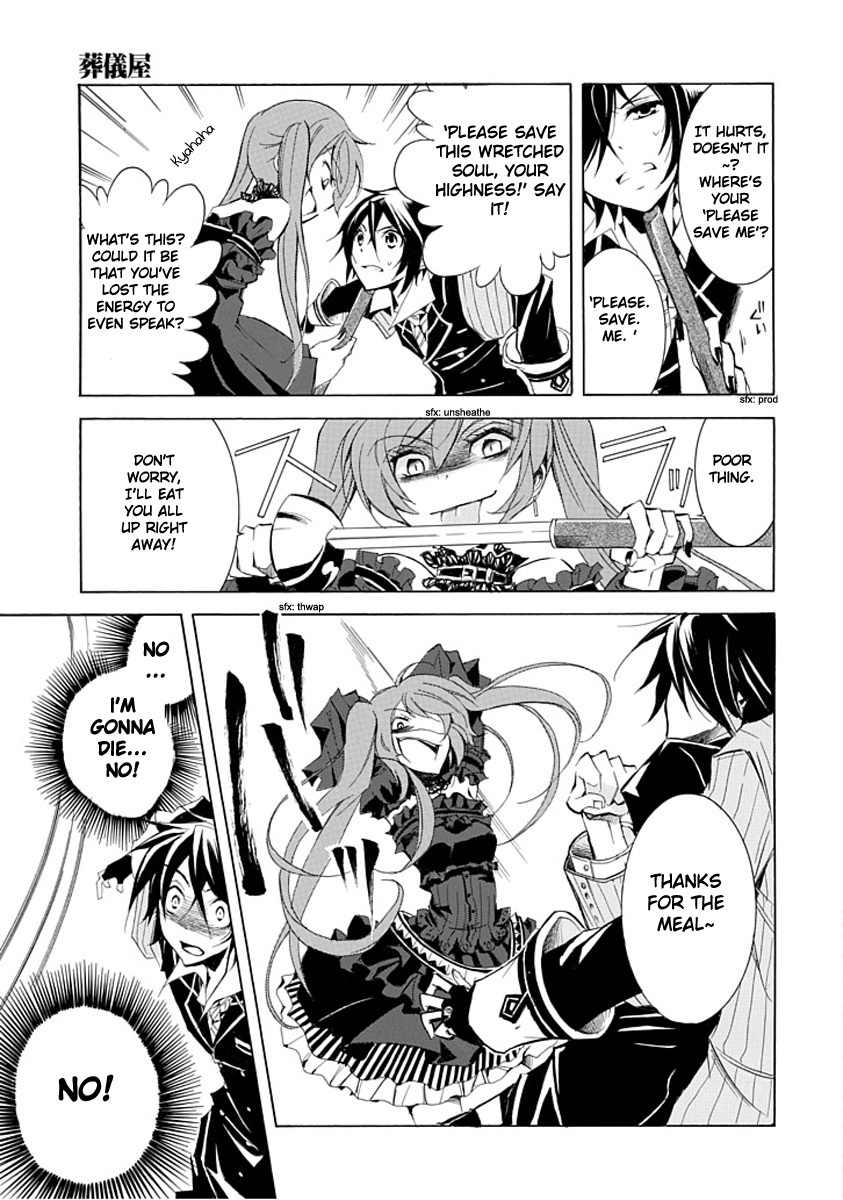 葬儀屋
IT HURTS,
DOESN'T IT
~?
WHERE'S
YOUR
'PLEASE
SAVE ME'?
'PLEASE.
SAVE.
ME. '
sfx: prod
'PLEASE SAVE
THIS WRETCHED
SOUL, YOUR
HIGHNESS!' SAY
IT!
Kyahaha
WHAT'S THIS?
COULD IT BE
THAT YOU'VE
LOST THE
ENERGY TO
EVEN SPEAK?
sfx: unsheathe
POOR
THING.
DON'T
WORRY,
I'LL EAT
YOU ALL
UP RIGHT
AWAY!
sfx: thwap
THANKS
FOR THE
MEAL~
NO
...
I'M
GONNA
DIE...
NO!
NO!